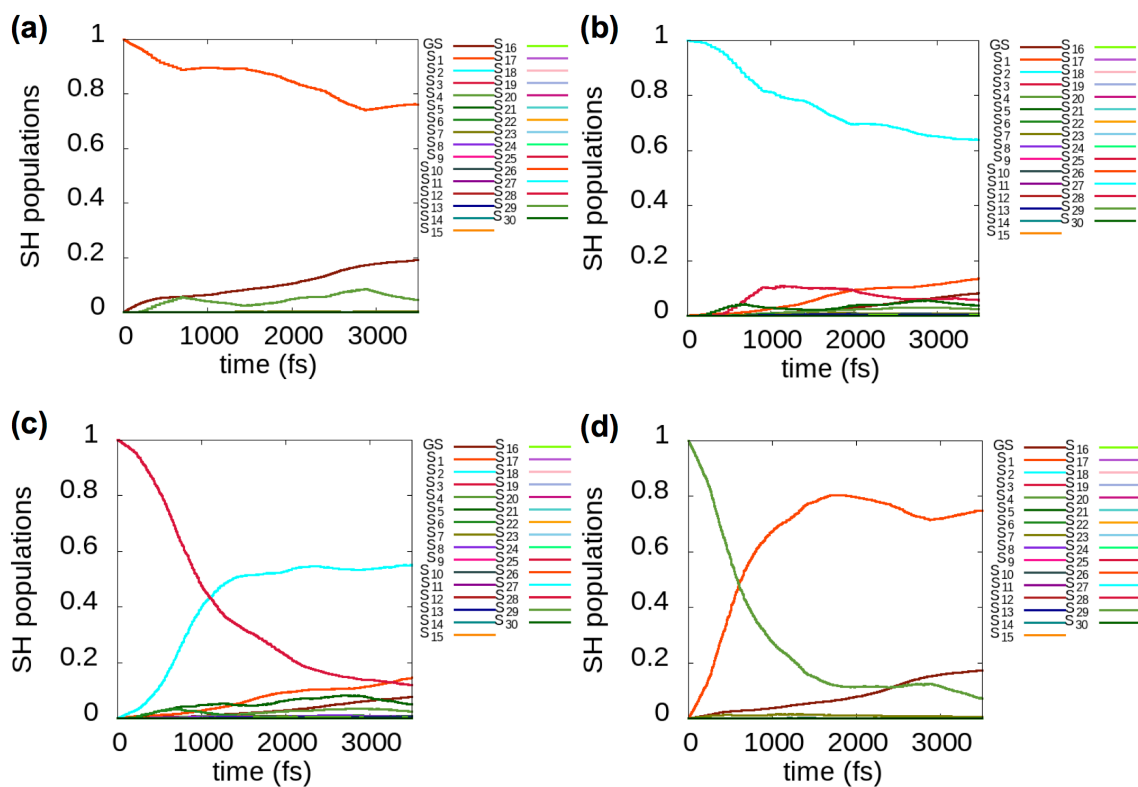 (a)
SH populations
1
0.8
0.6
0.4
0.2
0
0 1000 2000 3000
time (fs)
GS S16
S1 S17
S2 S18
S3 S19
S4 S20
S5 S21
S6 S22
S7 S23
S8 S24
S9 S25
S10 S26
S11 S27
S12 S28
S13 S29
S14 S30
S15
(b)
SH populations
1
0.8
0.6
0.4
0.2
0
0 1000 2000 3000
time (fs)
GS S16
S1 S17
S2 S18
S3 S19
S4 S20
S5 S21
S6 S22
S7 S23
S8 S24
S9 S25
S10 S26
S11 S27
S12 S28
S13 S29
S14 S30
S15
(c)
SH populations
1
0.8
0.6
0.4
0.2
0
0 1000 2000 3000
time (fs)
GS S16
S1 S17
S2 S18
S3 S19
S4 S20
S5 S21
S6 S22
S7 S23
S8 S24
S9 S25
S10 S26
S11 S27
S12 S28
S13 S29
S14 S30
S15
(d)
SH populations
1
0.8
0.6
0.4
0.2
0
0 1000 2000 3000
time (fs)
GS S16
S1 S17
S2 S18
S3 S19
S4 S20
S5 S21
S6 S22
S7 S23
S8 S24
S9 S25
S10 S26
S11 S27
S12 S28
S13 S29
S14 S30
S15